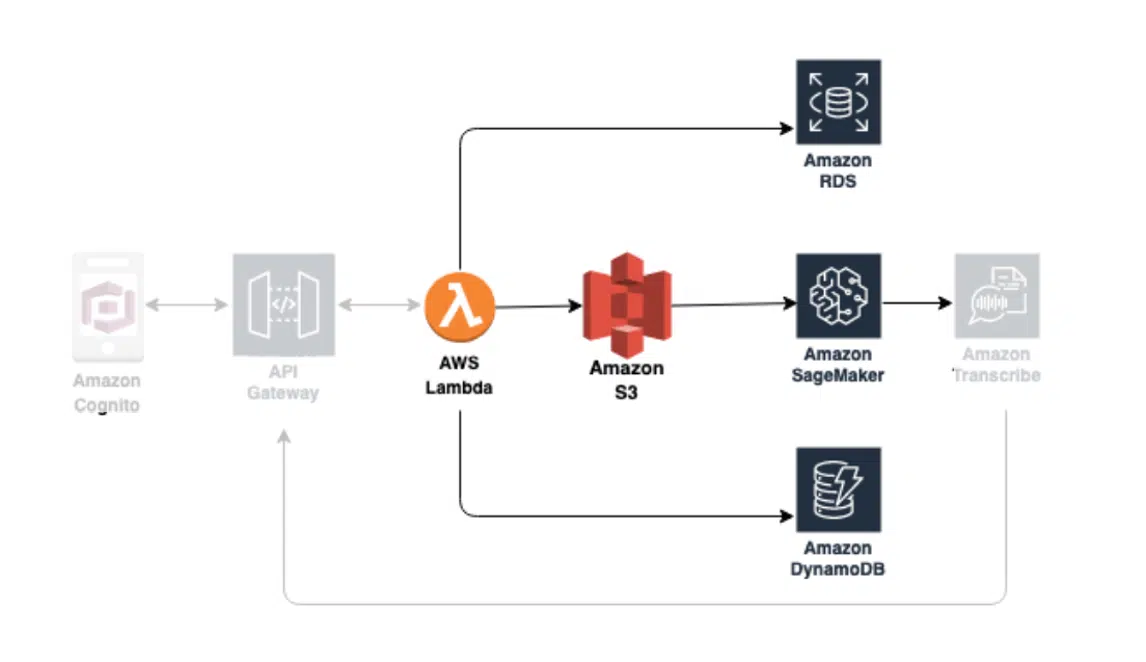 Amazon
RDS
Amazon
Cognito
API
Gateway
AWS
Lambda
Amazon
S3
Amazon
SageMaker
Amazon
Transcribe
Amazon
DynamoDB